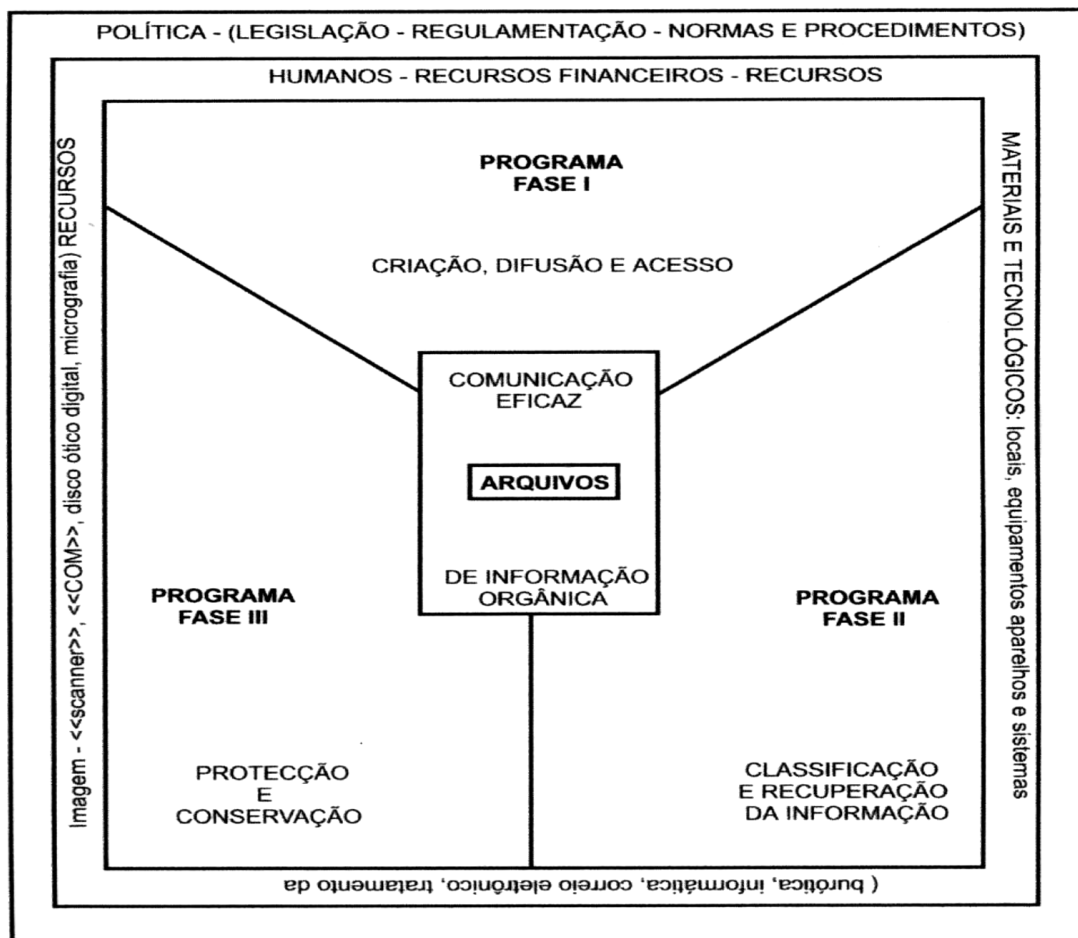 POLÍTICA - (LEGISLAÇÃO - REGULAMENTAÇÃO - NORMAS E PROCEDIMENTOS)
HUMANOS - RECURSOS FINANCEIROS - RECURSOS
MATERIAIS E TECNOLÓGICOS: locais, equipamentos aparelhos e sistemas
( burótica, informática, correio eletrônico, tratamento da
Imagem - <<scanner>>, <<COM>>, disco ótico digital, micrografia) RECURSOS
PROGRAMA
FASE I
CRIAÇÃO, DIFUSÃO E ACESSO
COMUNICAÇÃO
EFICAZ
ARQUIVOS
DE INFORMAÇÃO
ORGÂNICA
PROGRAMA
FASE II
CLASSIFICAÇÃO
E RECUPERAÇÃO
DA INFORMAÇÃO
PROGRAMA
FASE III
PROTECÇÃO
E
CONSERVAÇÃO